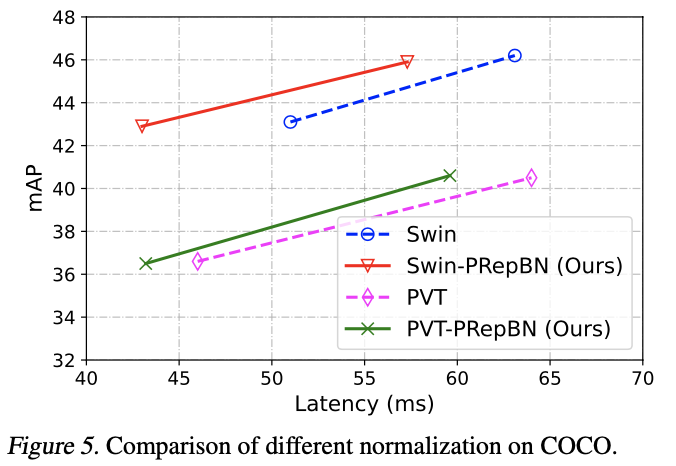 48
46
44
42
40
38
36
34
32
mAP
Swin
Swin-PRepBN (Ours)
PVT
PVT-PRepBN (Ours)
40 45 50 55 60 65 70
Latency (ms)
Figure 5. Comparison of different normalization on COCO.